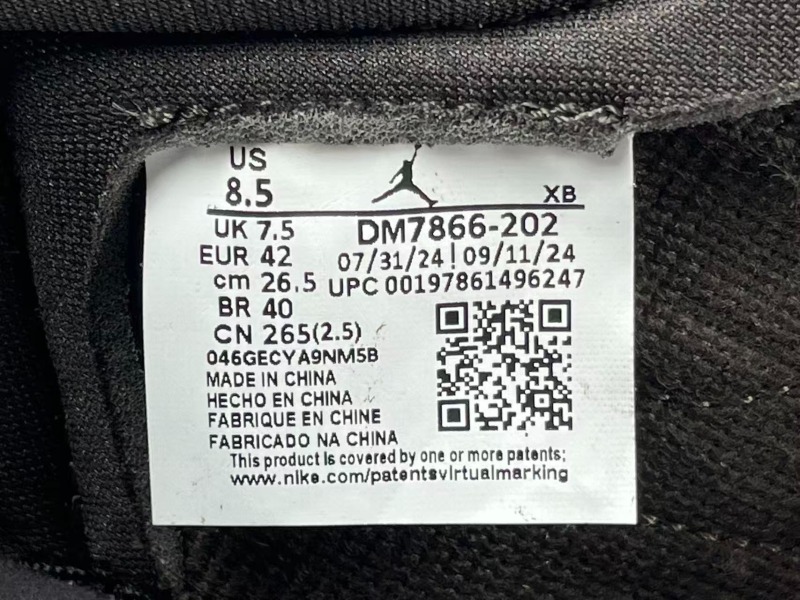 US
8.5
XB
UK 7.5
DM7866-202
EUR 42
07/31/24 | 09/11/24
cm 26.5
UPC 00197861496247
BR 40
CN 265(2.5)
046GECYA9NM5B
MADE IN CHINA
HECHO EN CHINA
FABRIQUE EN CHINE
FABRICADO NA CHINA
This product is covered by one or more patents;
www.nike.com/patentsvirtualmarking